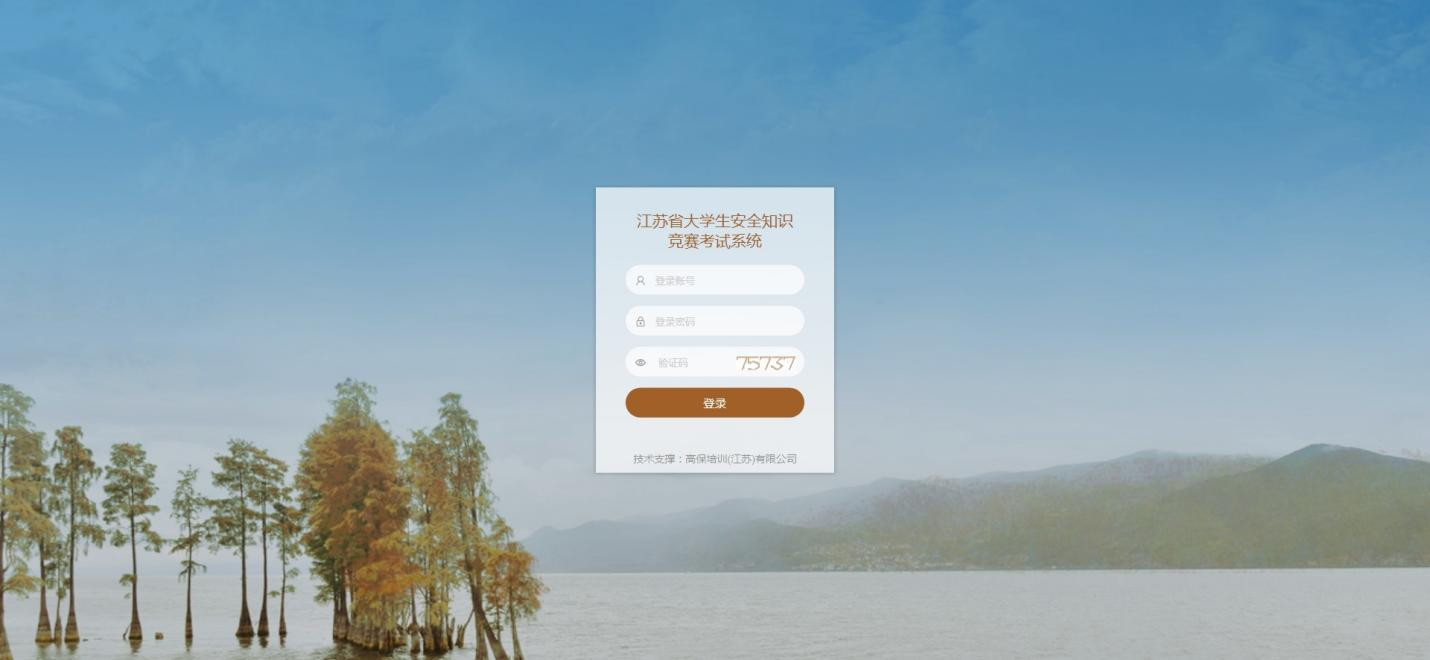 江苏省大学生安全知识
竞赛考试系统
登录账号
登录密码
验证码 75737
登录
技术支撑：高保培训(江苏)有限公司